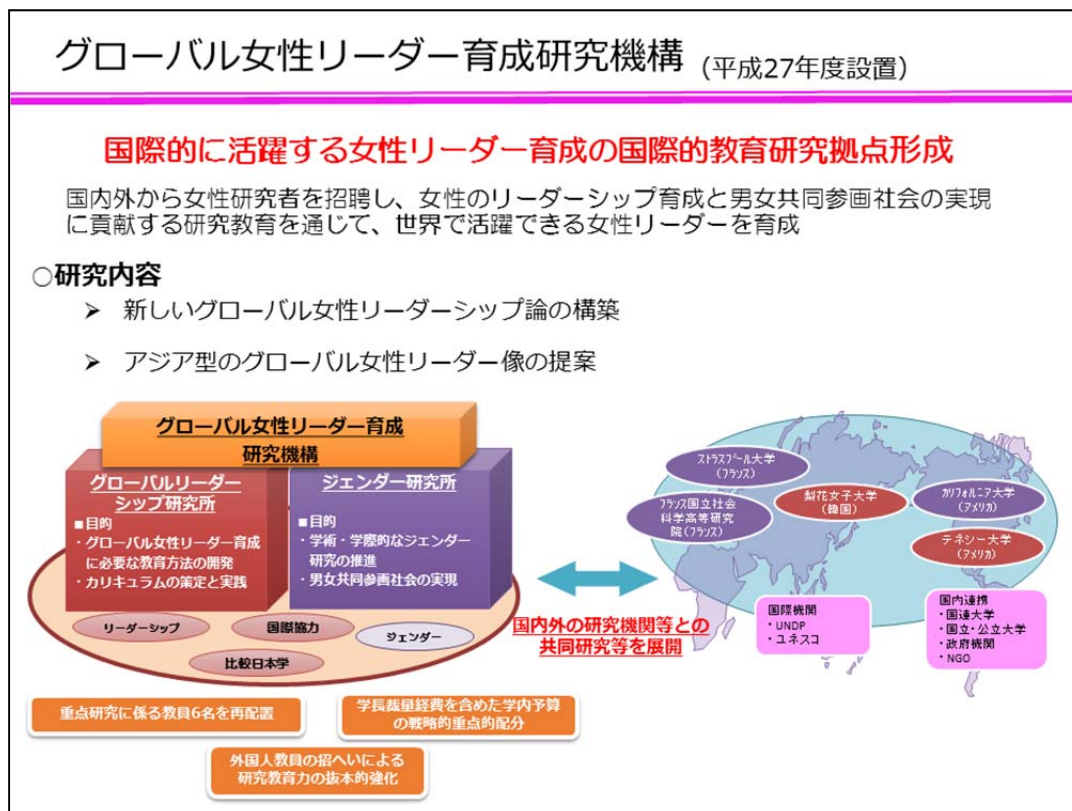 グローバル女性リーダー育成研究機構 (平成27年度設置)
国際的に活躍する女性リーダー育成の国際的教育研究拠点形成
国内外から女性研究者を招聘し、女性のリーダーシップ育成と男女共同参画社会の実現
に貢献する研究教育を通じて、世界で活躍できる女性リーダーを育成
○研究内容
➢ 新しいグローバル女性リーダーシップ論の構築
➢ アジア型のグローバル女性リーダー像の提案
グローバル女性リーダー育成
研究機構
グローバルリーダー
シップ研究所
■目的
・グローバル女性リーダー育成
に必要な教育方法の開発
・カリキュラムの策定と実践
ジェンダー研究所
■目的
・学術・学際的なジェンダー
研究の推進
・男女共同参画社会の実現
リーダーシップ
国際協力
ジェンダー
比較日本学
国内外の研究機関等との
共同研究等を展開
ストラスブール大学
(フランス)
フランス国立社会
科学高等研究
院(フランス)
梨花女子大学
(韓国)
カリフォルニア大学
(アメリカ)
テネシー大学
(アメリカ)
国際機関
・UNDP
・ユネスコ
国内連携
・国連大学
・国立・公立大学
・政府機関
・NGO
重点研究に係る教員6名を再配置
学長裁量経費を含めた学内予算
の戦略的重点的配分
外国人教員の招へいによる
研究教育力の抜本的強化